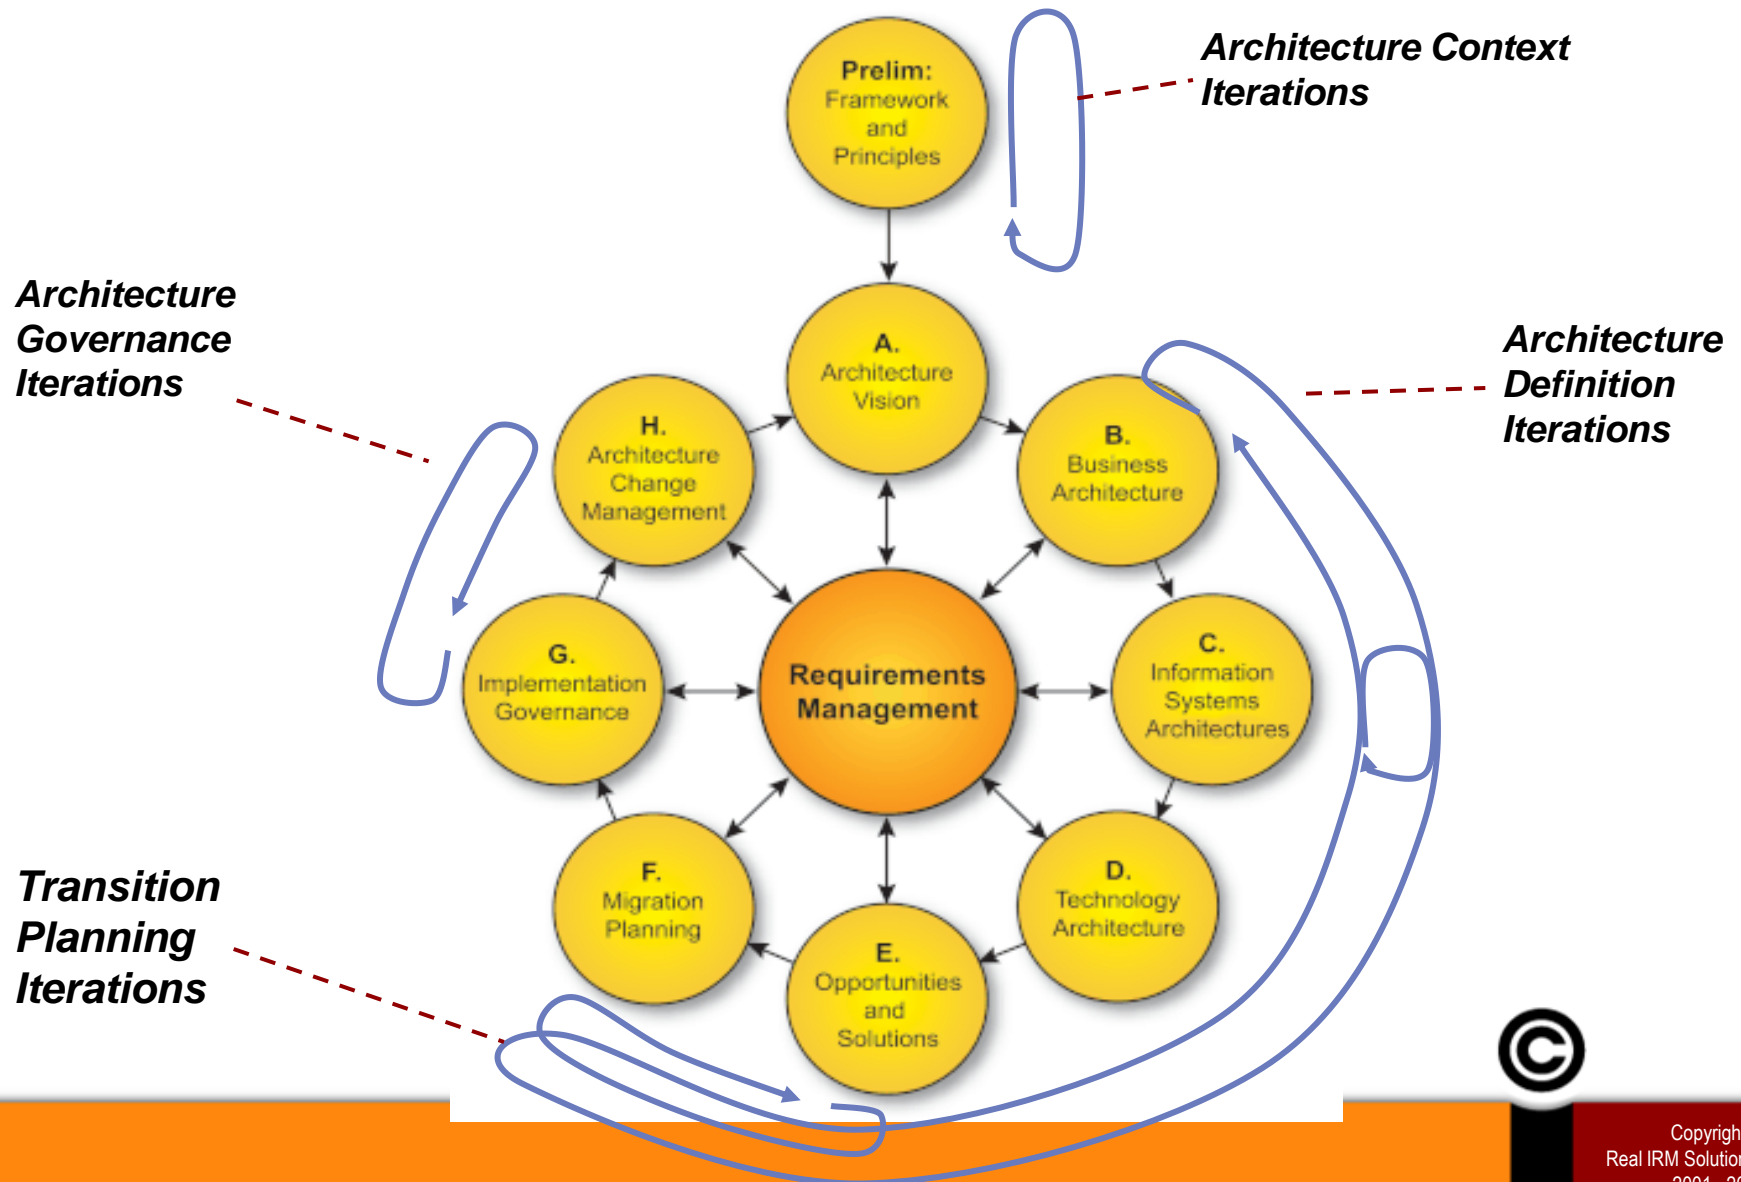 Architecture Context
Iterations
Prelim:
Framework
and
Principles
Architecture
Governance
Iterations
A.
Architecture
Vision
Architecture
Definition
Iterations
H.
Architecture
Change
Management
B.
Business
Architecture
G.
Implementation
Governance
Requirements
Management
C.
Information
Systems
Architectures
Transition
Planning
Iterations
F.
Migration
Planning
D.
Technology
Architecture
E.
Opportunities
and
Solutions
©
Real IRM